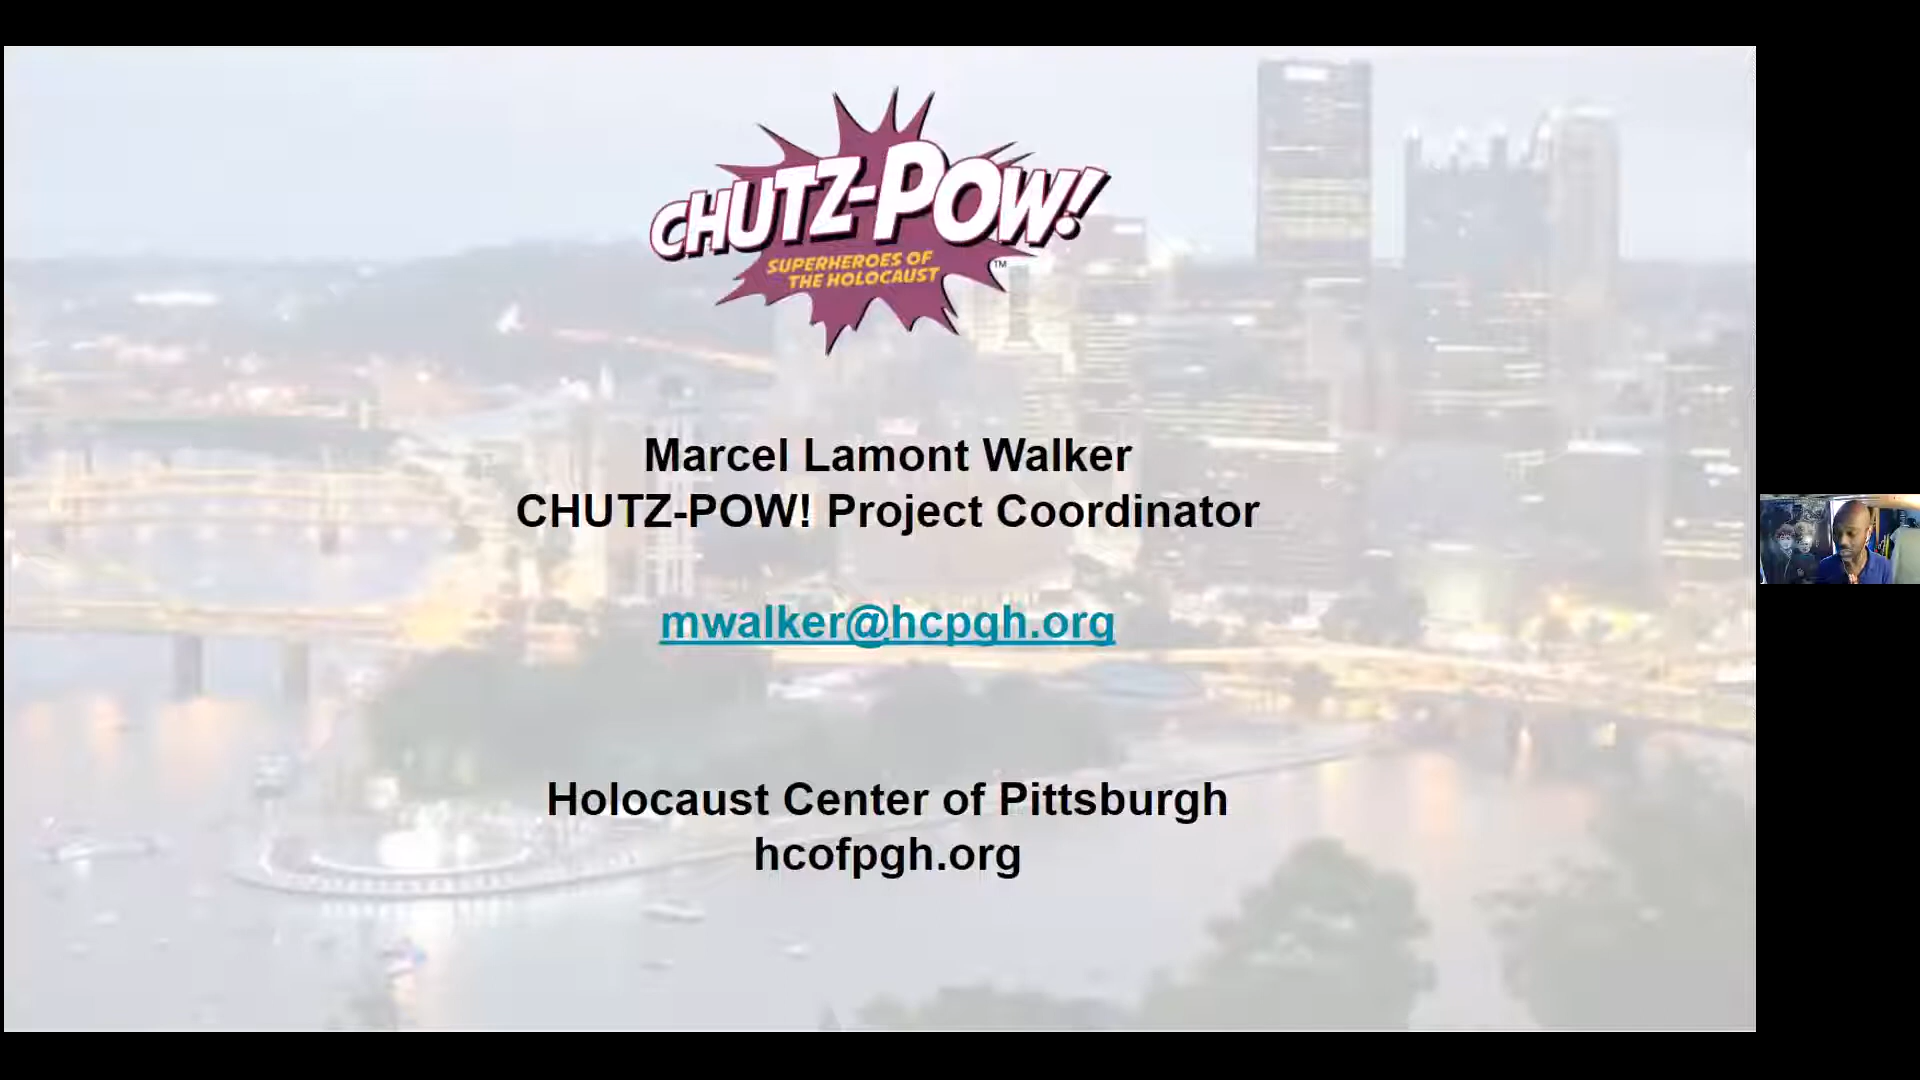 CHUTZ-POW!
SUPERHEROES OF
THE HOLOCAUST
TM
Marcel Lamont Walker
CHUTZ-POW! Project Coordinator
mwalker@hcpgh.org
Holocaust Center of Pittsburgh
hcofpgh.org